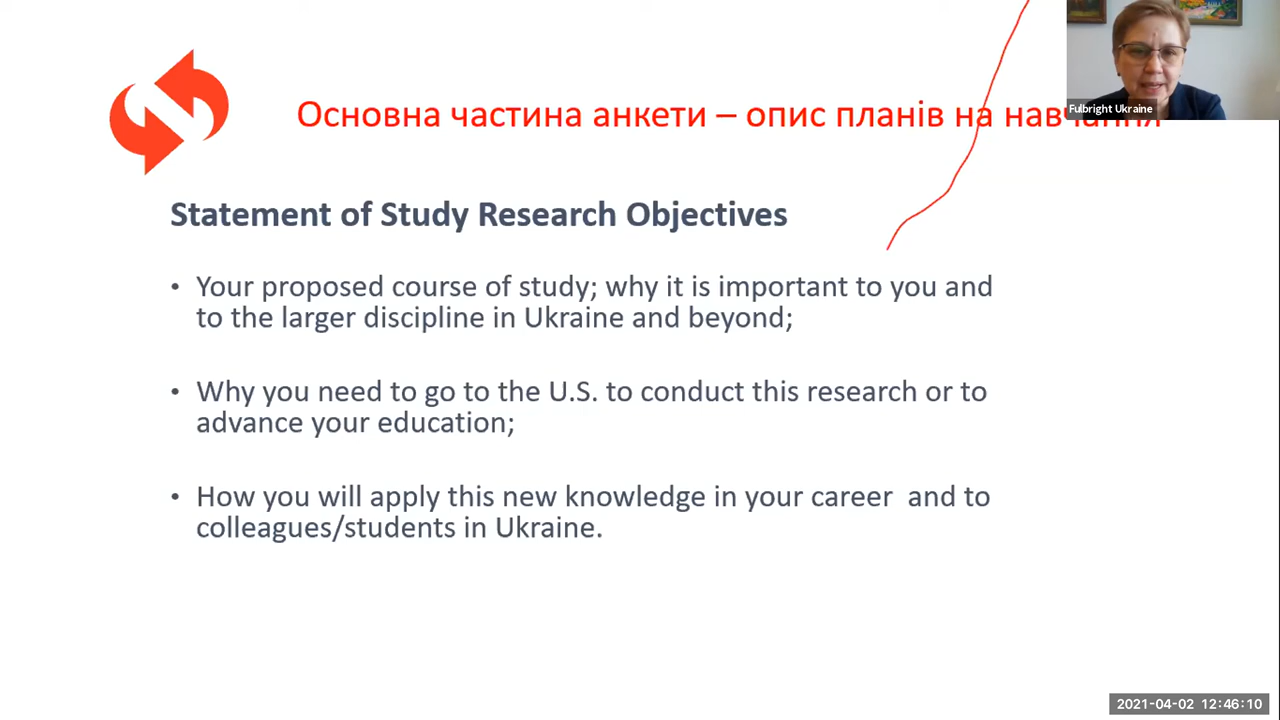 Основна частина анкети – опис планів на навчання
Fulbright Ukraine
Statement of Study Research Objectives
• Your proposed course of study; why it is important to you and
to the larger discipline in Ukraine and beyond;
• Why you need to go to the U.S. to conduct this research or to
advance your education;
• How you will apply this new knowledge in your career and to
colleagues/students in Ukraine.
2021-04-02 12:46:10